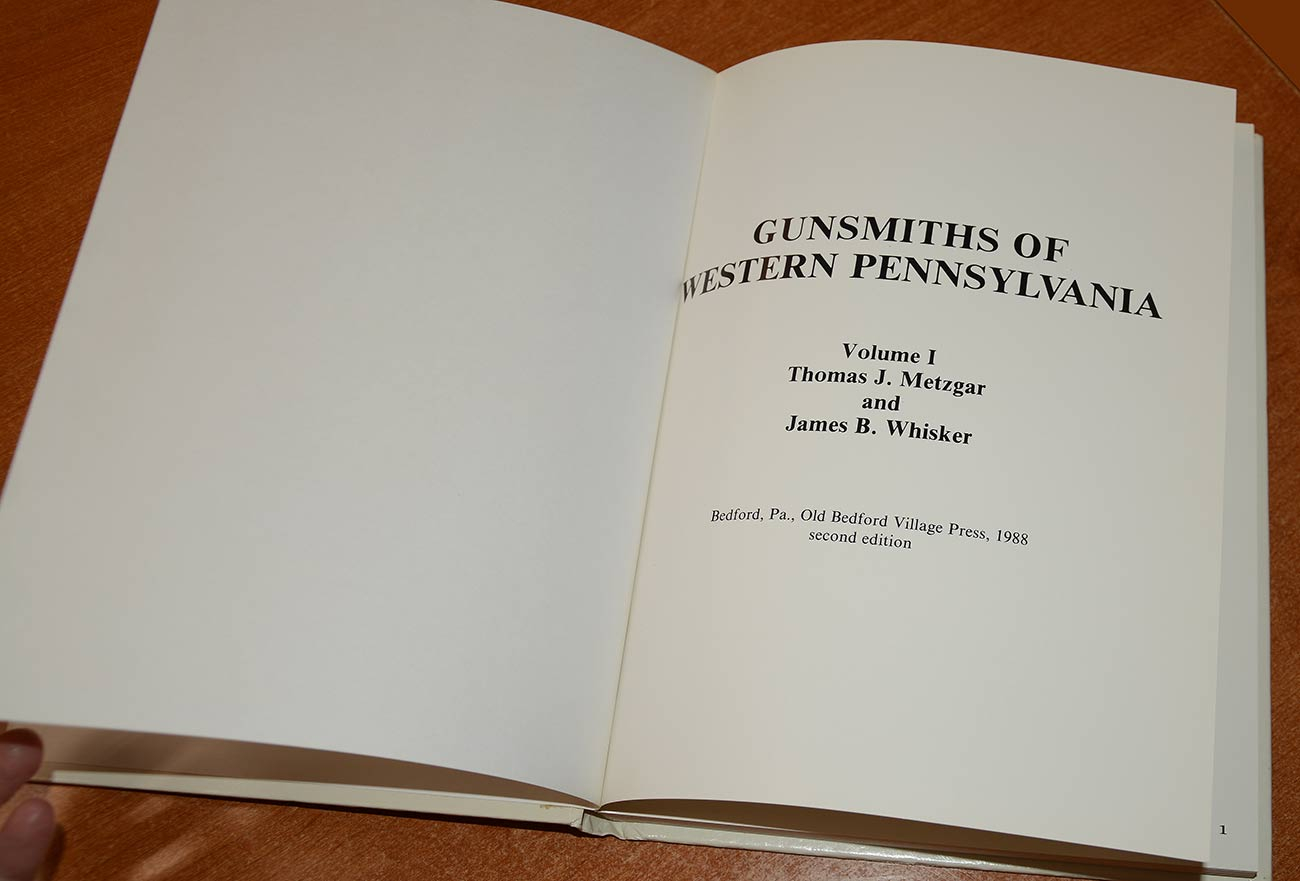 GUNSMITHS OF
WESTERN PENNSYLVANIA
Volume I
Thomas J. Metzgar
and
James B. Whisker
Bedford, Pa., Old Bedford Village Press, 1988
second edition
1